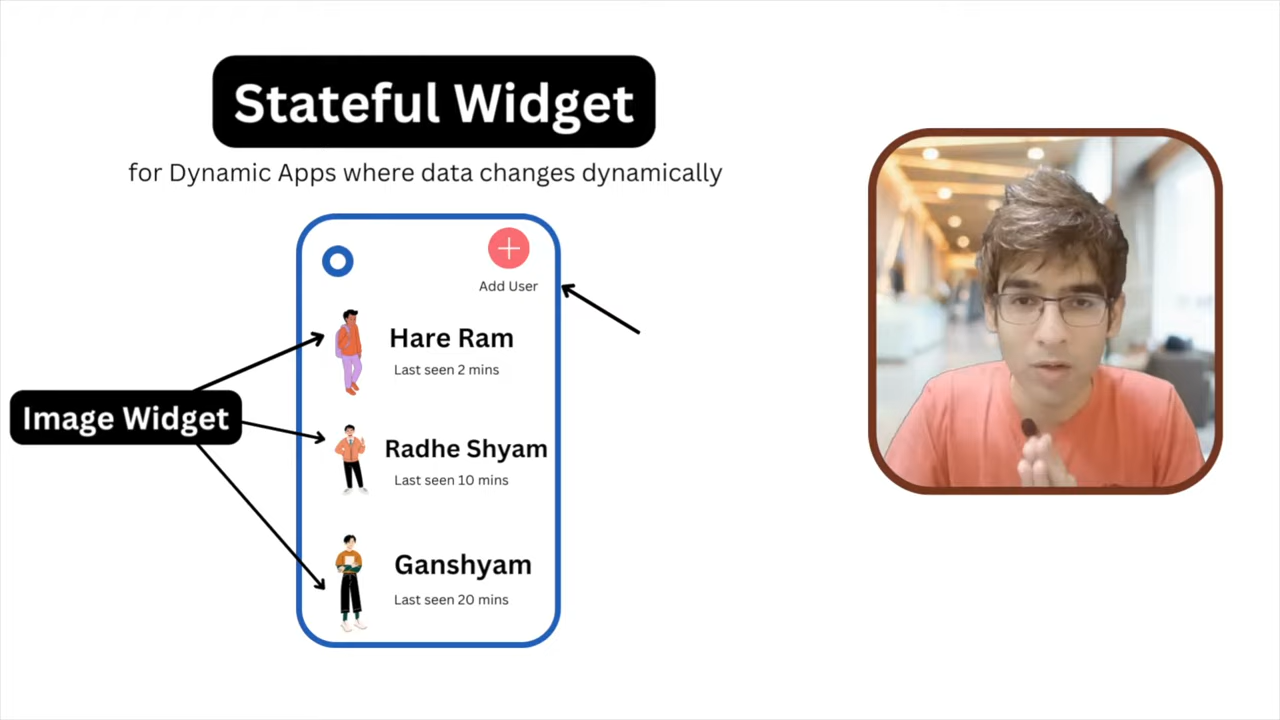 Stateful Widget
for Dynamic Apps where data changes dynamically
Add User
Hare Ram
Last seen 2 mins
Image Widget
Radhe Shyam
Last seen 10 mins
Ganshyam
Last seen 20 mins